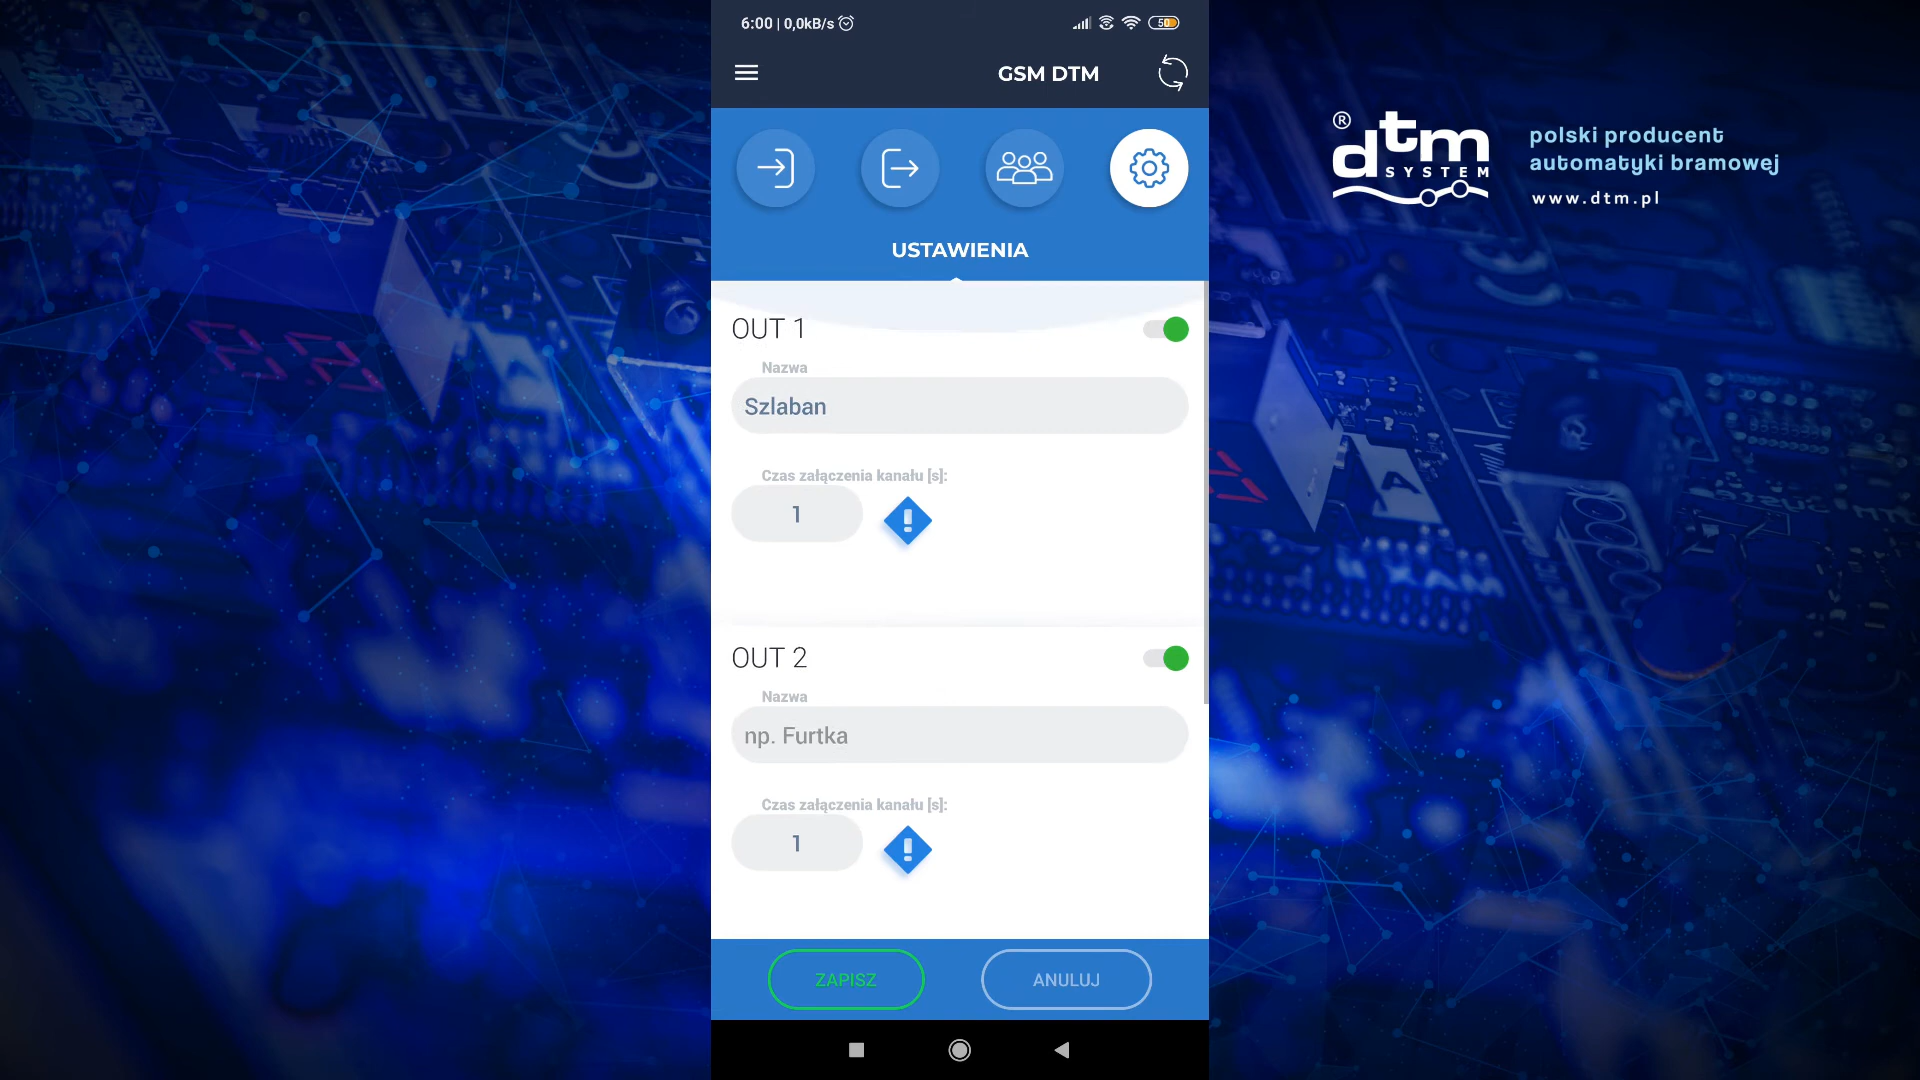 6:00 | 0,0kB/s
50
GSM DTM
USTAWIENIA
OUT 1
Nazwa
Szlaban
Czas załączenia kanału [s]:
1
OUT 2
Nazwa
np. Furtka
Czas załączenia kanału [s]:
1
ZAPISZ
ANULUJ
® dtm
SYSTEM
polski producent
automatyki bramowej
www.dtm.pl